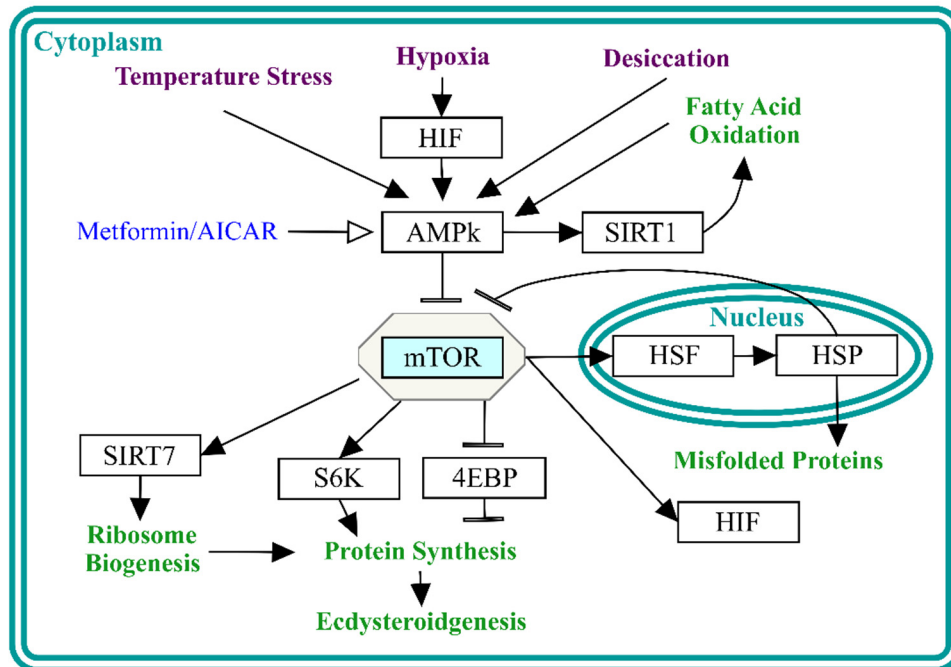 Cytoplasm
Temperature Stress
Hypoxia
Desiccation
Fatty Acid
Oxidation
HIF
Metformin/AICAR
AMPk
SIRT1
Nucleus
mTOR
HSF
HSP
SIRT7
S6K
4EBP
Misfolded Proteins
HIF
Ribosome
Biogenesis
Protein Synthesis
Ecdysteroidgenesis